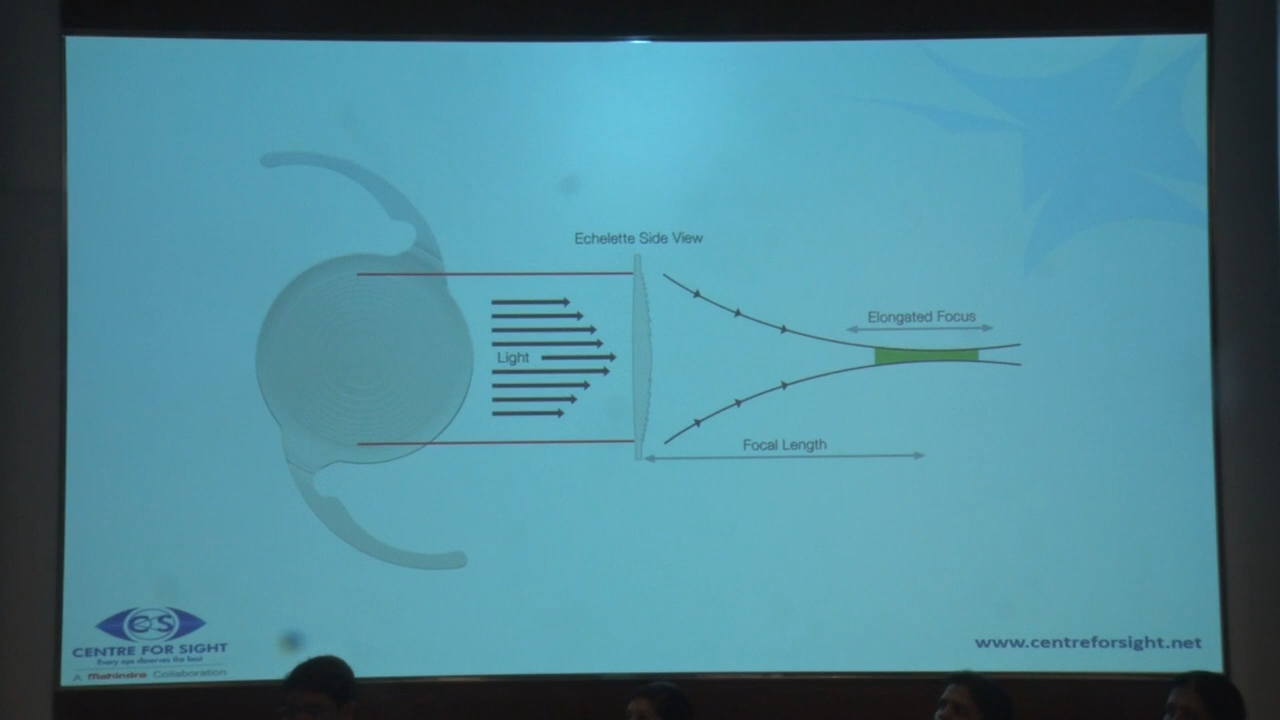 Echelette Side View
Elongated Focus
Light
Focal Length
CS
CENTRE FOR SIGHT
Every eye deserves the best
A Mahindra Collaboration
www.centreforsight.net